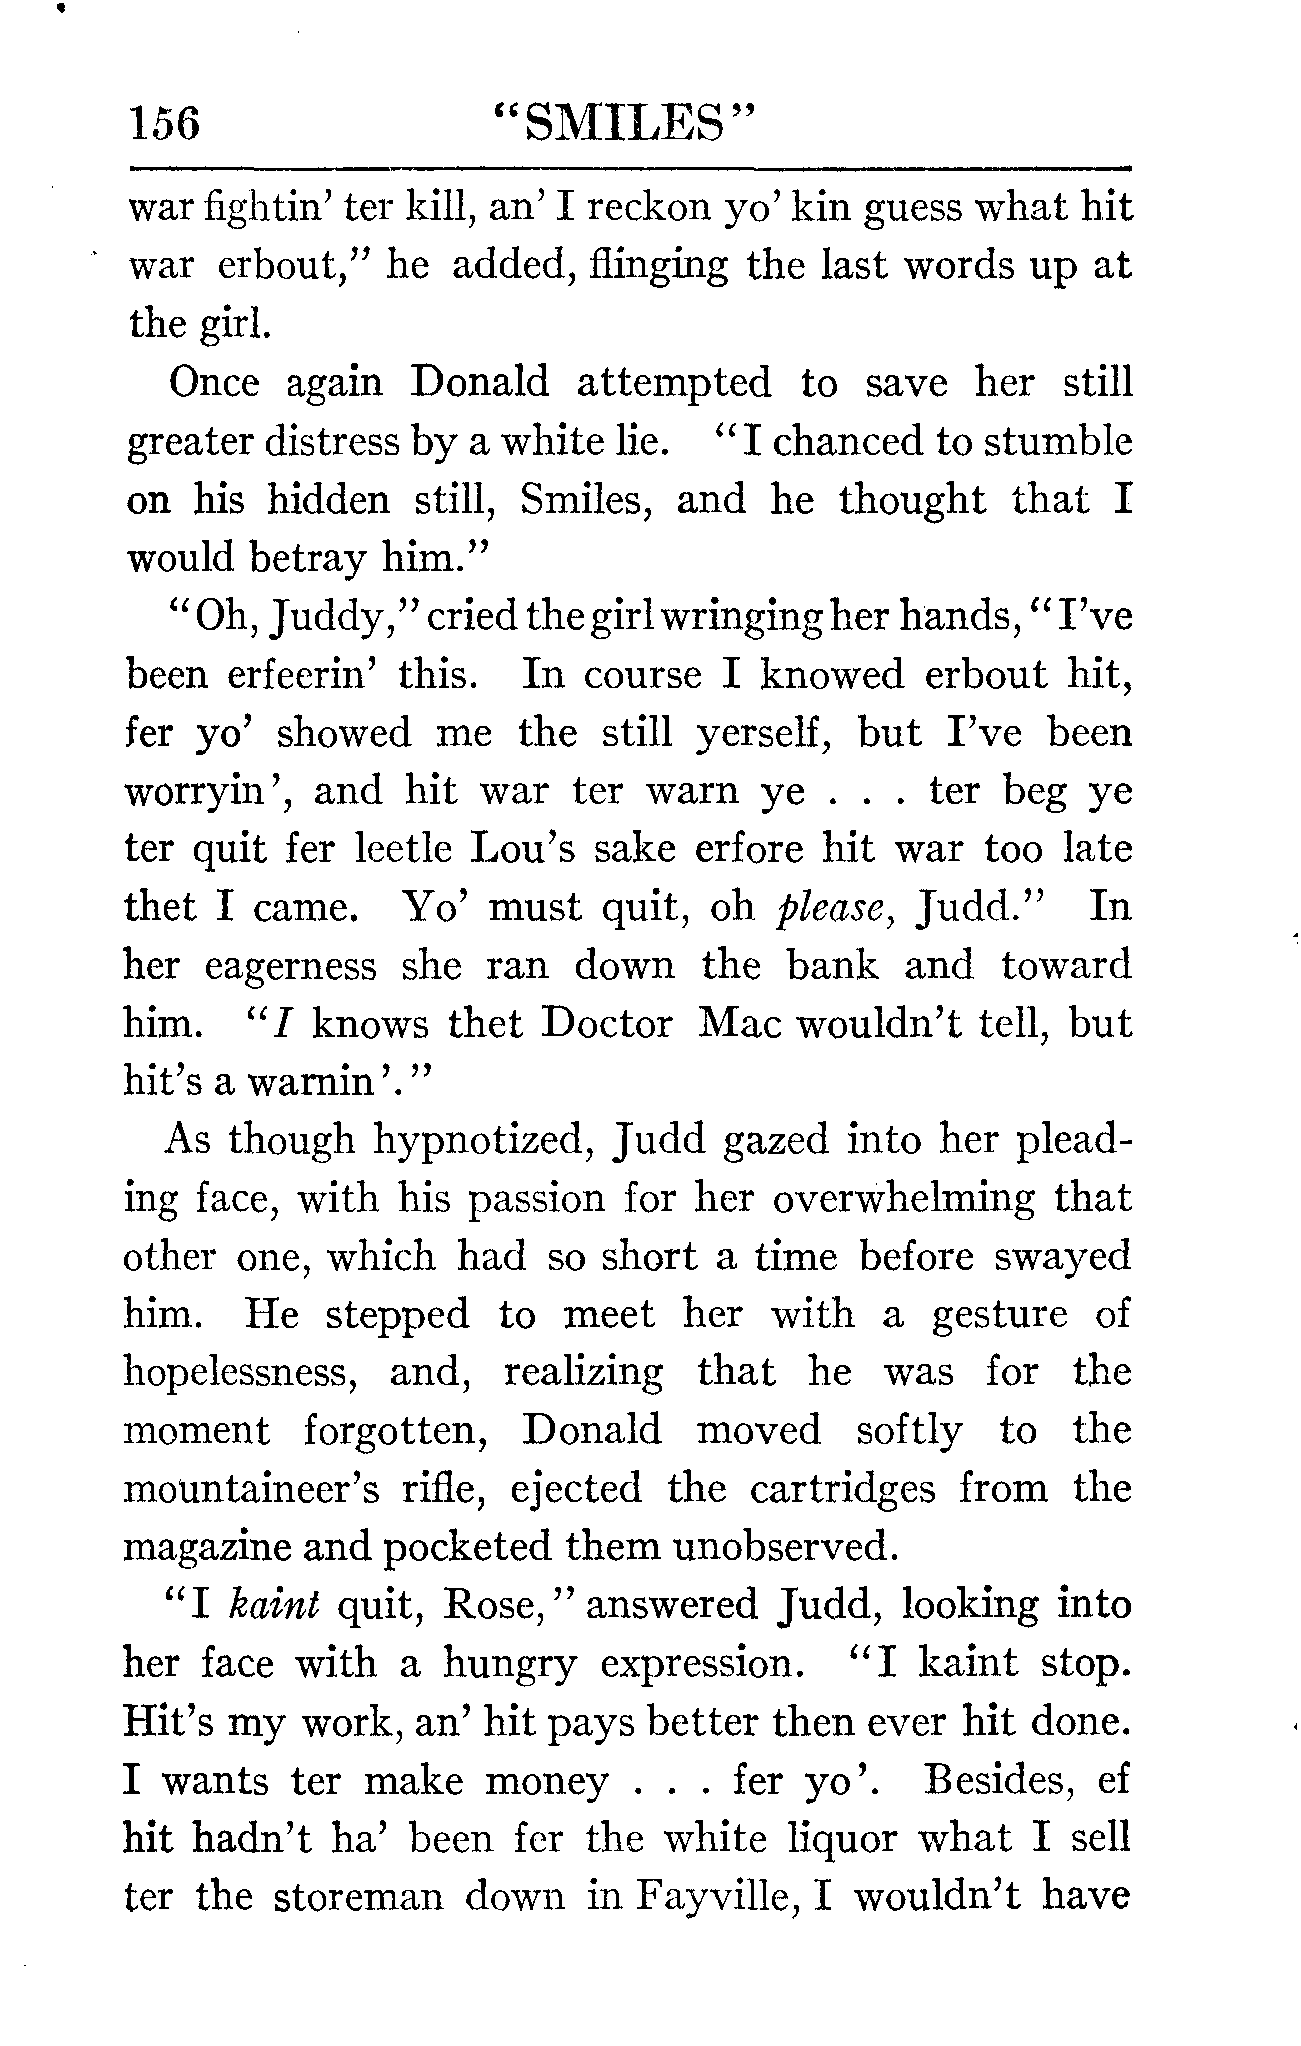 156 "SMILES"
war fightin' ter kill, an' I reckon yo' kin guess what hit
war erbout," he added, flinging the last words up at
the girl.
Once again Donald attempted to save her still
greater distress by a white lie. "I chanced to stumble
on his hidden still, Smiles, and he thought that I
would betray him."
"Oh, Juddy," cried the girl wringing her hands, "I've
been erfeerin' this. In course I knowed erbout hit,
fer yo' showed me the still yerself, but I've been
worryin', and hit war ter warn ye . . . ter beg ye
ter quit fer leetle Lou's sake erfore hit war too late
thet I came. Yo' must quit, oh please, Judd." In
her eagerness she ran down the bank and toward
him. "I knows thet Doctor Mac wouldn't tell, but
hit's a warnin'."
As though hypnotized, Judd gazed into her plead-
ing face, with his passion for her overwhelming that
other one, which had so short a time before swayed
him. He stepped to meet her with a gesture of
hopelessness, and, realizing that he was for the
moment forgotten, Donald moved softly to the
mountaineer's rifle, ejected the cartridges from the
magazine and pocketed them unobserved.
"I kaint quit, Rose," answered Judd, looking into
her face with a hungry expression. "I kaint stop.
Hit's my work, an' hit pays better then ever hit done.
I wants ter make money . . . fer yo'. Besides, ef
hit hadn't ha' been fer the white liquor what I sell
ter the storeman down in Fayville, I wouldn't have